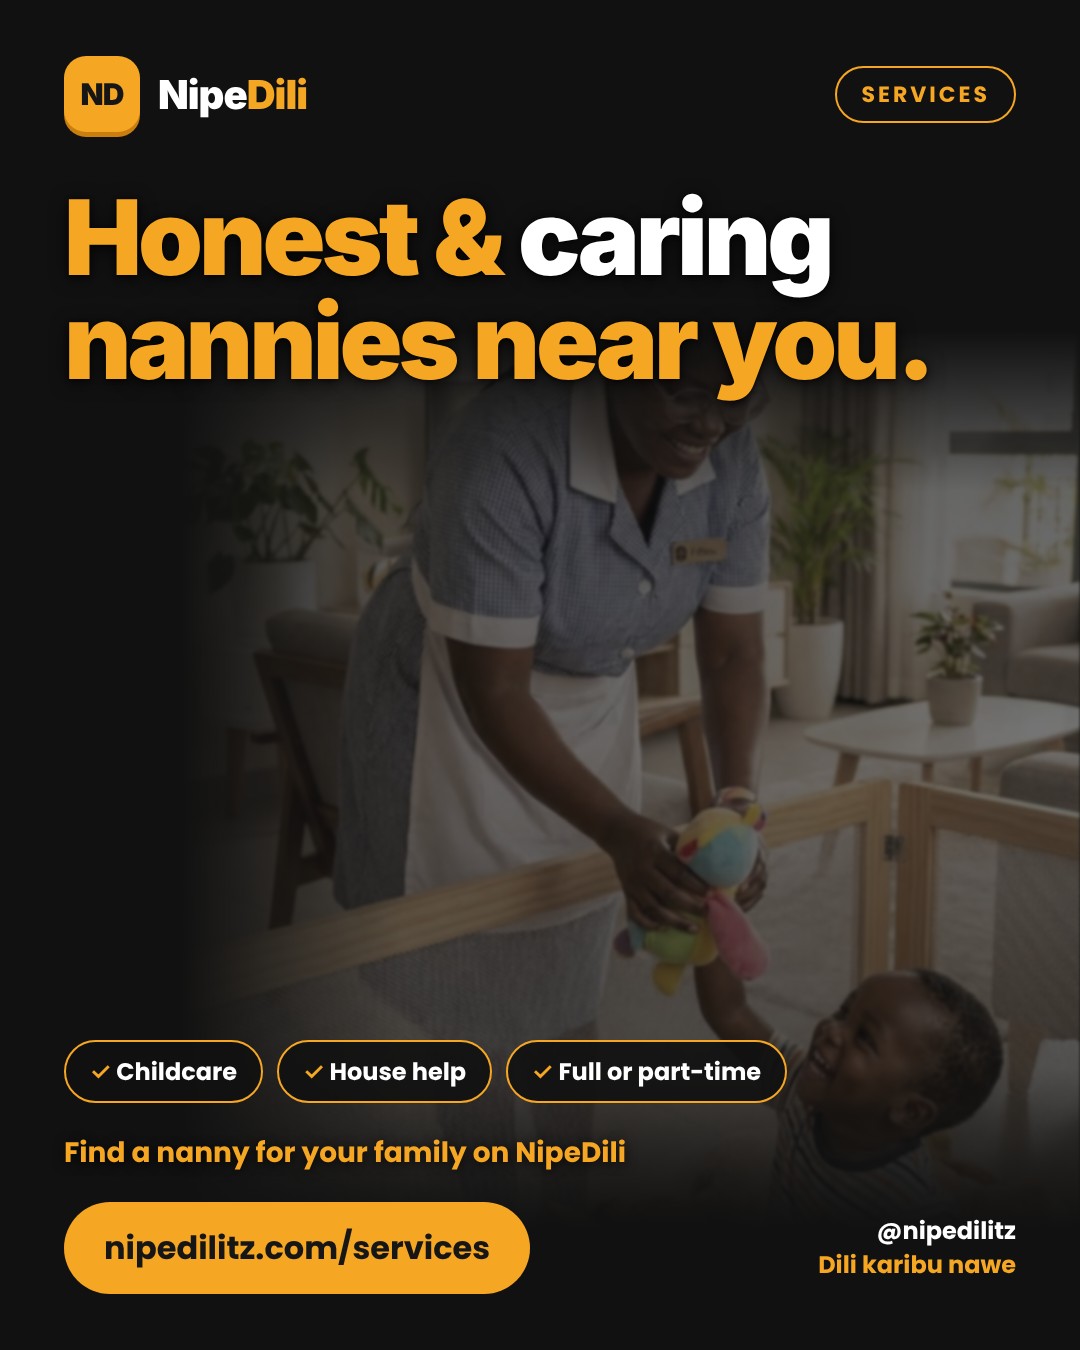 ND NipeDili
SERVICES
Honest & caring
nannies near you.
✓ Childcare
✓ House help
✓ Full or part-time
Find a nanny for your family on NipeDili
nipedilitz.com/services
@nipedilitz
Dili karibu nawe